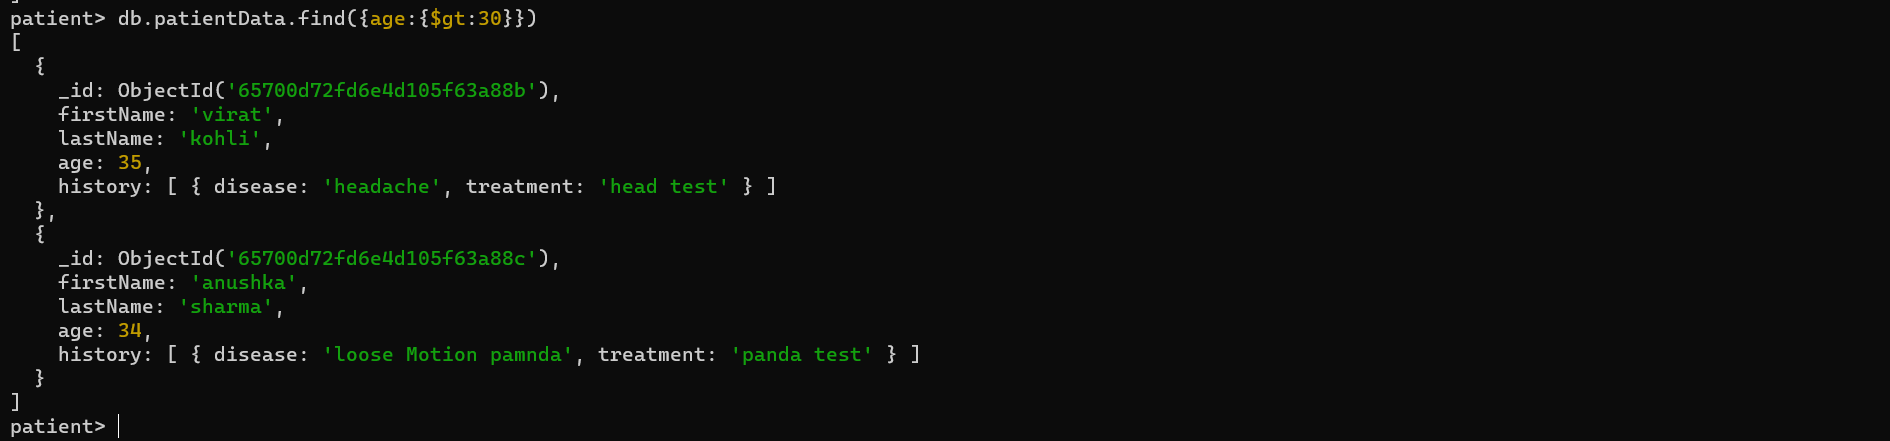 patient> db.patientData.find({age:{$gt:30}})
[
  {
    _id: ObjectId('65700d72fd6e4d105f63a88b'),
    firstName: 'virat',
    lastName: 'kohli',
    age: 35,
    history: [ { disease: 'headache', treatment: 'head test' } ]
  },
  {
    _id: ObjectId('65700d72fd6e4d105f63a88c'),
    firstName: 'anushka',
    lastName: 'sharma',
    age: 34,
    history: [ { disease: 'loose Motion pamnda', treatment: 'panda test' } ]
  }
]
patient>